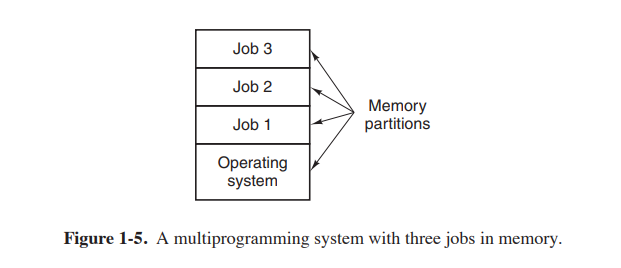 Job 3
Job 2
Job 1
Operating
system
Memory
partitions
Figure 1-5. A multiprogramming system with three jobs in memory.